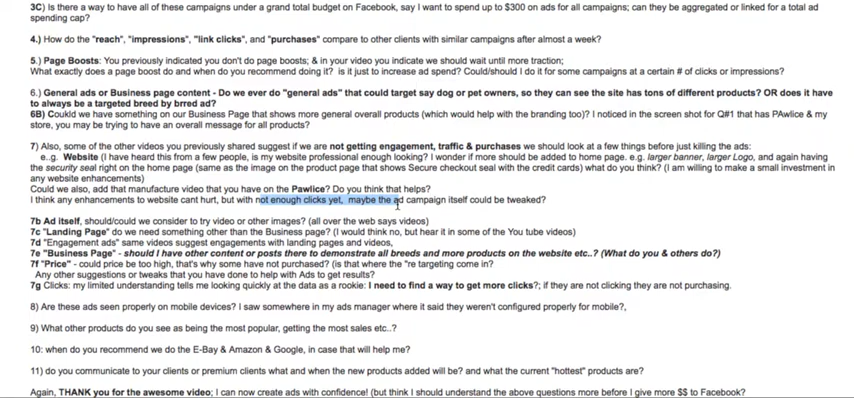 3C) Is there a way to have all of these campaigns under a grand total budget on Facebook, say I want to spend up to $300 on ads for all campaigns; can they be aggregated or linked for a total ad
spending cap?
4.) How do the "reach", "impressions", "link clicks", and "purchases" compare to other clients with similar campaigns after almost a week?
5.) Page Boosts: You previously indicated you don't do page boosts; & in your video you indicate we should wait until more traction;
What exactly does a page boost do and when do you recommend doing it? is it just to increase ad spend? Could/should I do it for some campaigns at a certain # of clicks or impressions?
6.) General ads or Business page content - Do we ever do "general ads" that could target say dog or pet owners, so they can see the site has tons of different products? OR does it have
to always be a targeted breed by brred ad?
6B) Coukld we have something on our Business Page that shows more general overall products (which would help with the branding too)? I noticed in the screen shot for Q#1 that has PAwlice & my
store, you may be trying to have an overall message for all products?
7) Also, some of the other videos you previously shared suggest if we are not getting engagement, traffic & purchases we should look at a few things before just killing the ads:
e..g. Website (I have heard this from a few people, is my website professional enough looking? I wonder if more should be added to home page. e.g. larger banner, larger Logo, and again having
the security seal right on the home page (same as the image on the product page that shows Secure checkout seal with the credit cards) what do you think? (I am willing to make a small investment in
any website enhancements)
Could we also, add that manufacture video that you have on the Pawlice? Do you think that helps?
I think any enhancements to website cant hurt, but with not enough clicks yet, maybe the ad campaign itself could be tweaked?
7b Ad itself, should/could we consider to try video or other images? (all over the web says videos)
7c "Landing Page" do we need something other than the Business page? (I would think no, but hear it in some of the You tube videos)
7d "Engagement ads" same videos suggest engagements with landing pages and videos,
7e "Business Page" - should I have other content or posts there to demonstrate all breeds and more products on the website etc..? (What do you & others do?)
7f "Price" - could price be too high, that's why some have not purchased? (is that where the "re targeting come in?
Any other suggestions or tweaks that you have done to help with Ads to get results?
7g Clicks: my limited understanding tells me looking quickly at the data as a rookie: I need to find a way to get more clicks?; if they are not clicking they are not purchasing.
8) Are these ads seen properly on mobile devices? I saw somewhere in my ads manager where it said they weren't configured properly for mobile?,
9) What other products do you see as being the most popular, getting the most sales etc..?
10: when do you recommend we do the E-Bay & Amazon & Google, in case that will help me?
11) do you communicate to your clients or premium clients what and when the new products added will be? and what the current "hottest" products are?
Again, THANK you for the awesome video; I can now create ads with confidence! (but I think I should understand the above questions more before I give more $$ to Facebook?